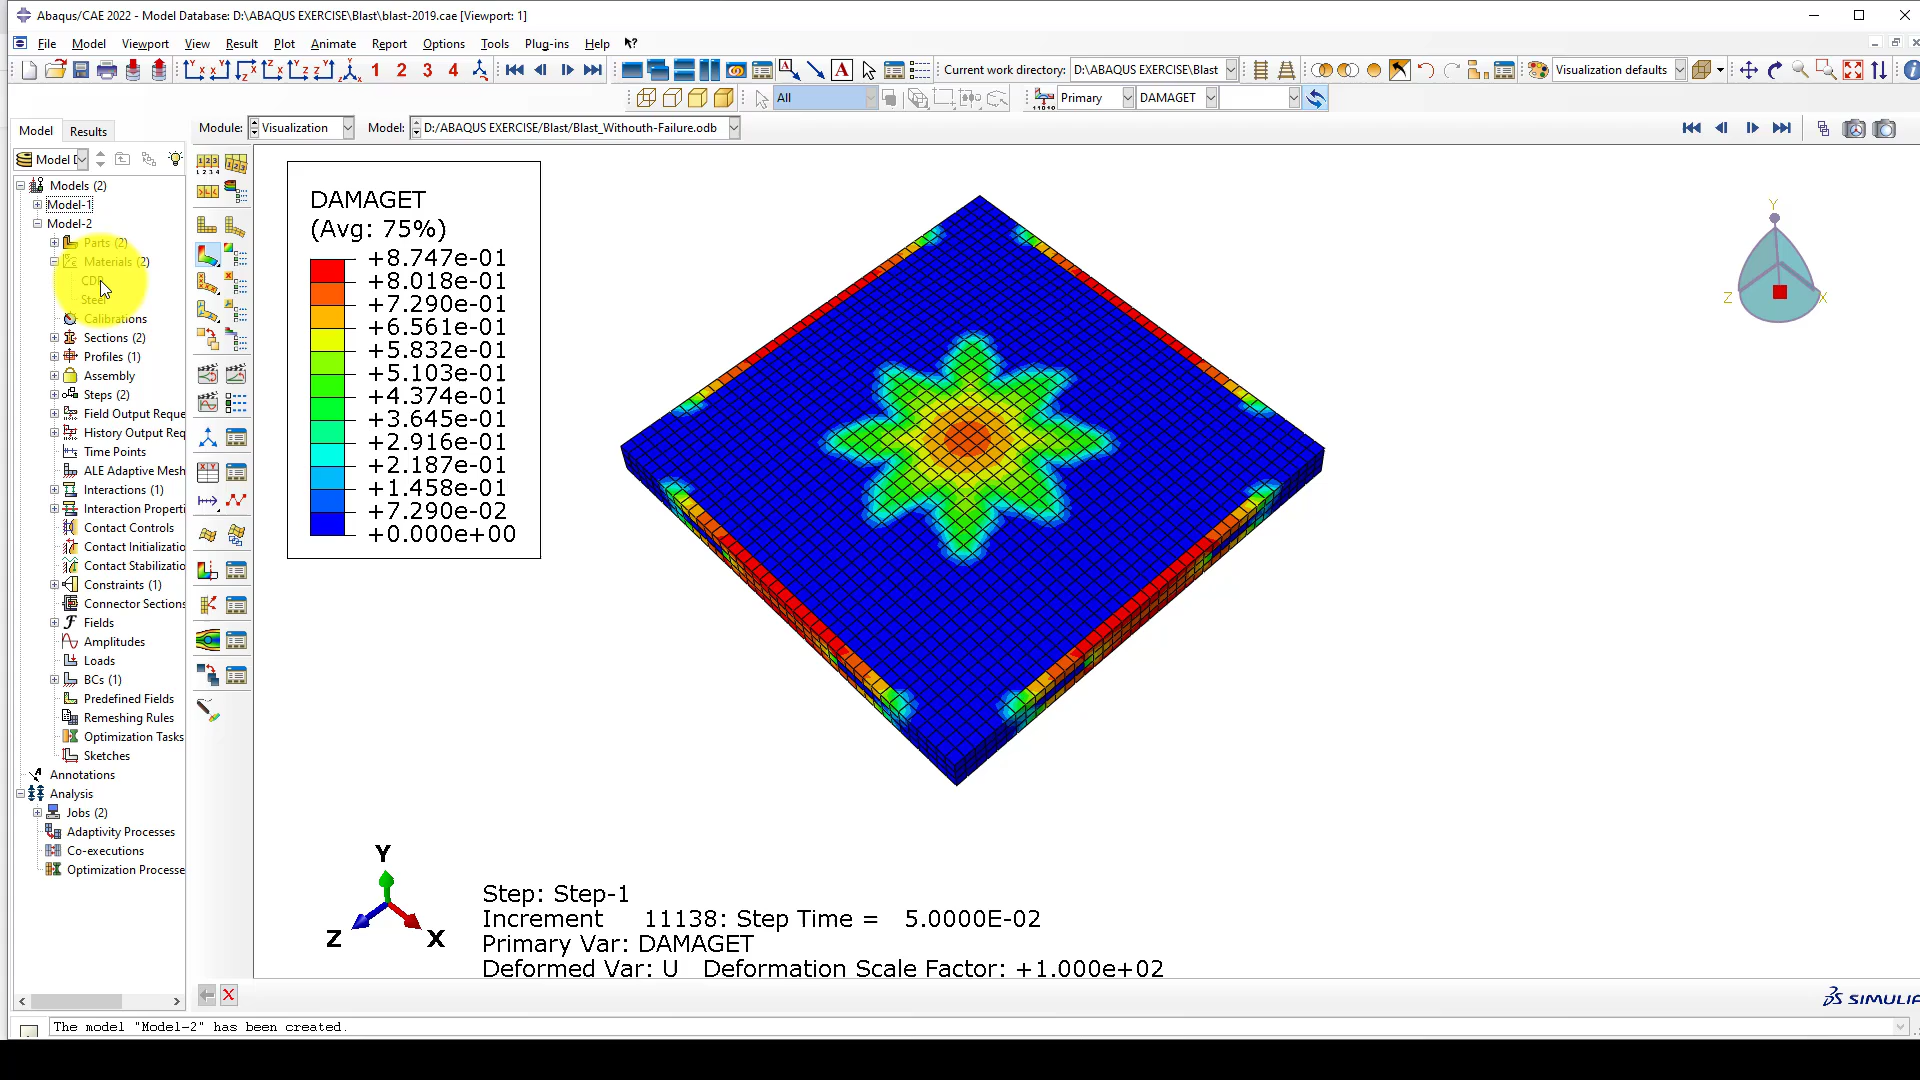 Abaqus/CAE 2022 - Model Database: D:\ABAQUS EXERCISE\Blast\blast-2019.cae [Viewport: 1]
File Model Viewport View Result Plot Animate Report Options Tools Plug-ins Help
1 2 3 4 Current work directory: D:\ABAQUS EXERCISE\Blast Visualization defaults
All Primary DAMAGET
Model Results Module: Visualization Model: D:/ABAQUS EXERCISE/Blast/Blast_Withouth-Failure.odb
Models (2)
Model-1
Model-2
Parts (2)
Materials (2)
Steel
Calibrations
Sections (2)
Profiles (1)
Assembly
Steps (2)
Field Output Reque
History Output Req
Time Points
ALE Adaptive Mesh
Interactions (1)
Interaction Properti
Contact Controls
Contact Initializatio
Contact Stabilizatio
Constraints (1)
Connector Sections
Fields
Amplitudes
Loads
BCs (1)
Predefined Fields
Remeshing Rules
Optimization Tasks
Sketches
Annotations
Analysis
Jobs (2)
Adaptivity Processes
Co-executions
Optimization Processe
DAMAGET
(Avg: 75%)
+8.747e-01
+8.018e-01
+7.290e-01
+6.561e-01
+5.832e-01
+5.103e-01
+4.374e-01
+3.645e-01
+2.916e-01
+2.187e-01
+1.458e-01
+7.290e-02
+0.000e+00
Y
Z X
Y
Z X
Step: Step-1
Increment 11138: Step Time = 5.0000E-02
Primary Var: DAMAGET
Deformed Var: U Deformation Scale Factor: +1.000e+02
SIMULIF
The model "Model-2" has been created.